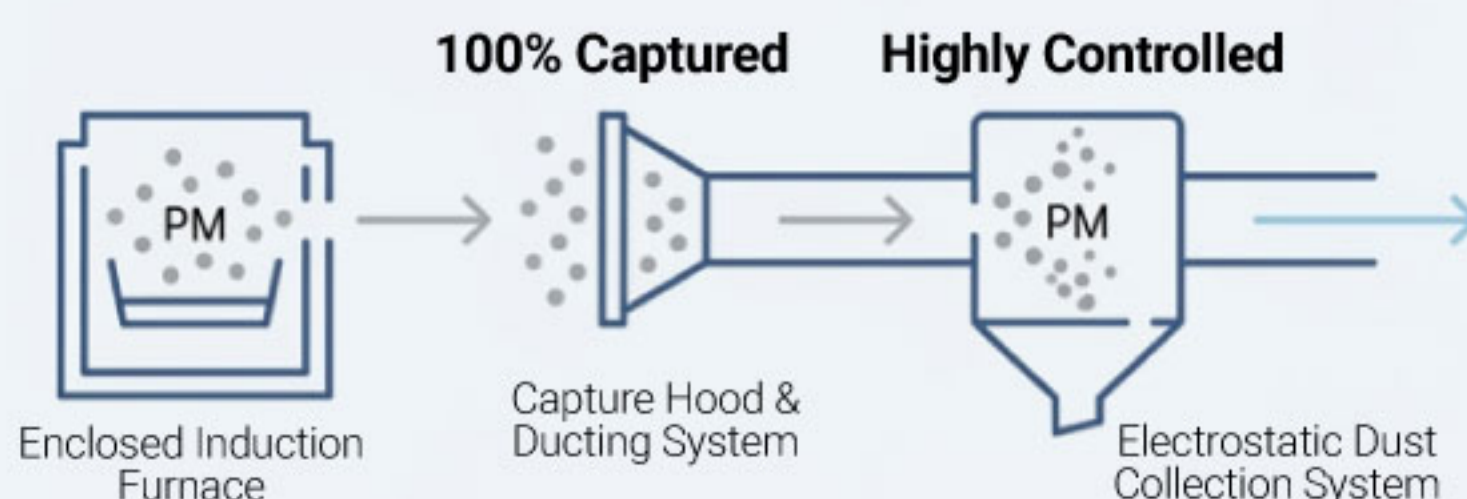 100% Captured
Highly Controlled
PM
PM
Enclosed Induction
Furnace
Capture Hood &
Ducting System
Electrostatic Dust
Collection System